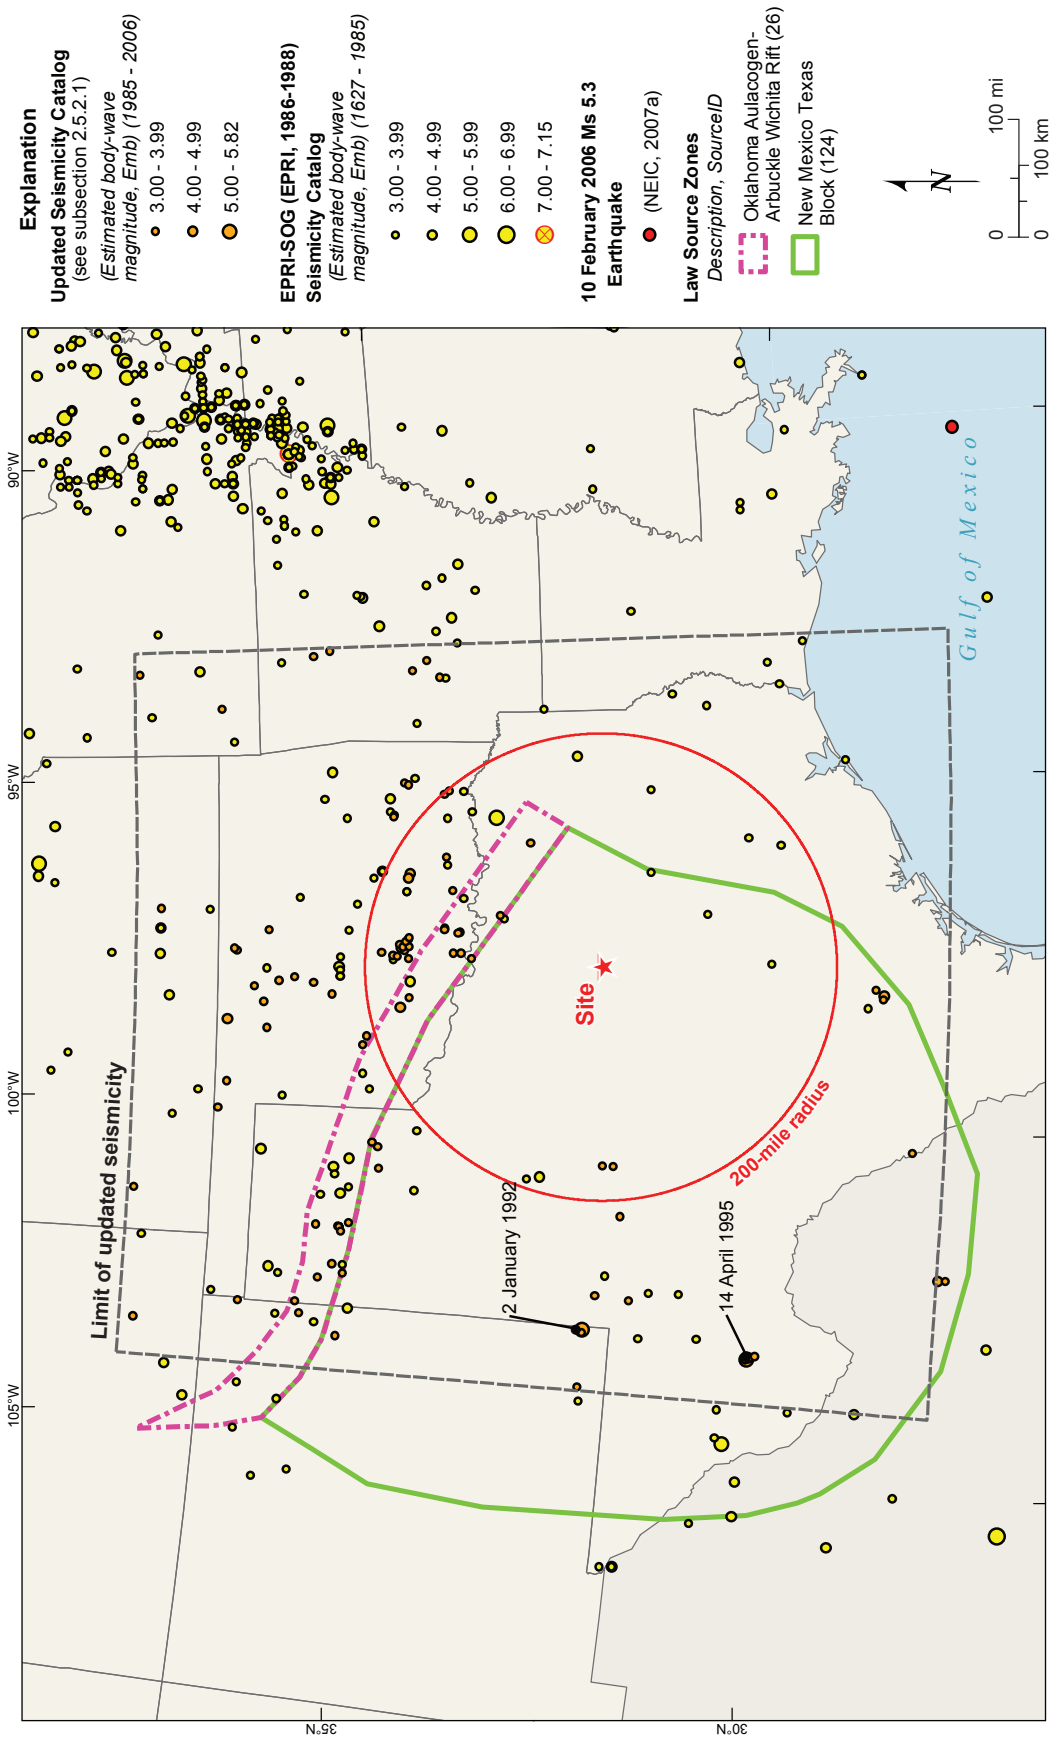 Explanation
Updated Seismicity Catalog
(see subsection 2.5.2.1)
(Estimated body-wave
magnitude, Emb) (1985 - 2006)
3.00 - 3.99
4.00 - 4.99
5.00 - 5.82
EPRI-SOG (EPRI, 1986-1988)
Seismicity Catalog
(Estimated body-wave
magnitude, Emb) (1627 - 1985)
3.00 - 3.99
4.00 - 4.99
5.00 - 5.99
6.00 - 6.99
7.00 - 7.15
10 February 2006 Ms 5.3
Earthquake
(NEIC, 2007a)
Law Source Zones
Description, SourceID
Oklahoma Aulacogen-
Arbuckle Wichita Rift (26)
New Mexico Texas
Block (124)
N
0 100 mi
0 100 km
105°W
100°W
95°W
90°W
35°N
30°N
Limit of updated seismicity
2 January 1992
14 April 1995
Site
200-mile radius
Gulf of Mexico